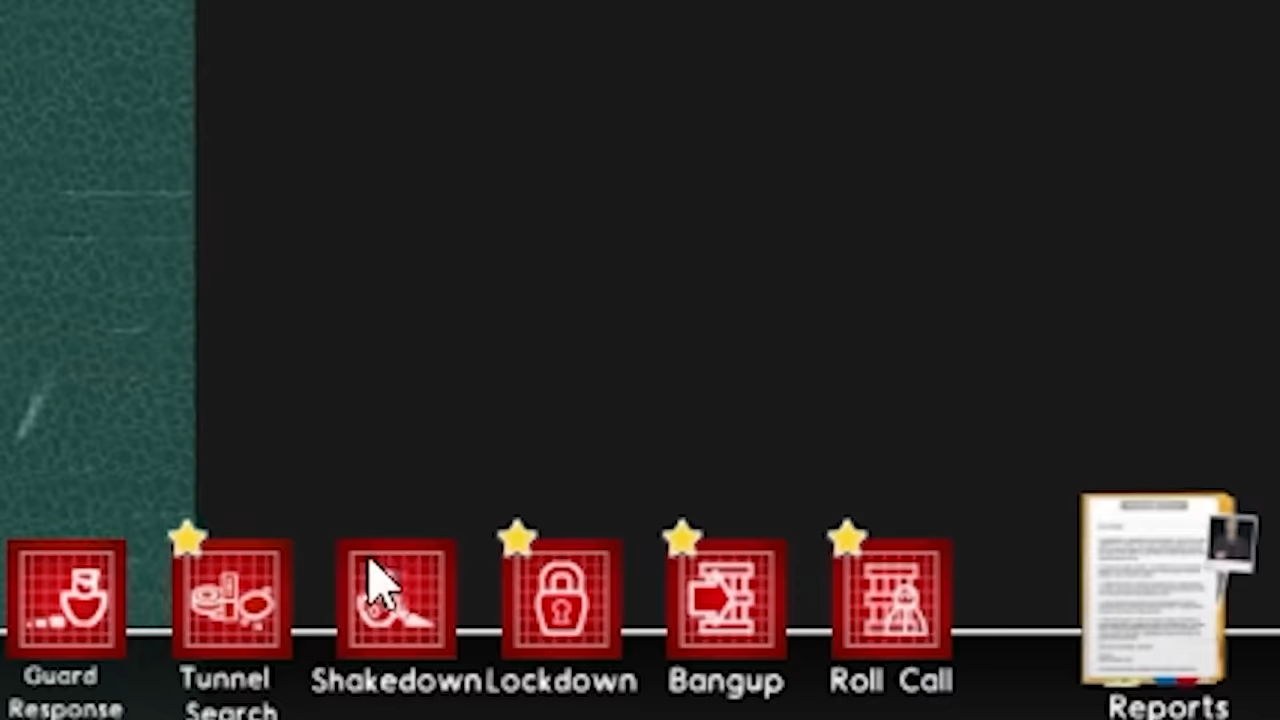 Guard
Response
Tunnel
Search
Shakedown
Lockdown
Bangup
Roll Call
Reports